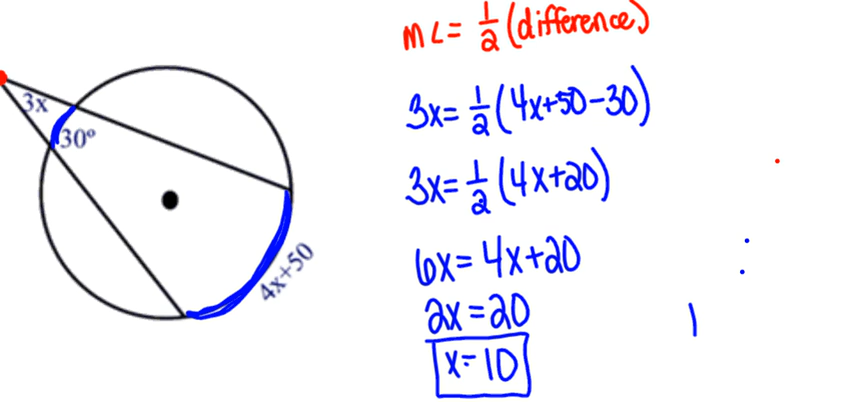 m∠= 1/2 (difference)
3x
30°
4x+50
3x= 1/2 (4x+50-30)
3x= 1/2 (4x+20)
6x= 4x+20
2x=20
x=10